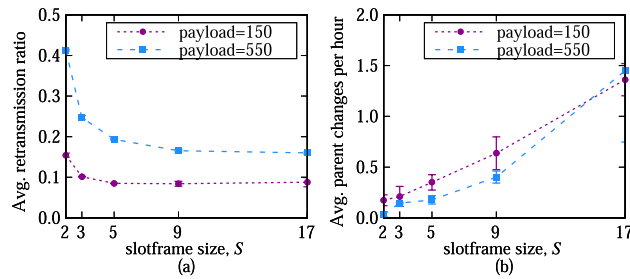 payload=150
payload=550
Avg. retransmission ratio
0.5
0.4
0.3
0.2
0.1
0.0
2 3 5 9 17
slotframe size, S
(a)
payload=150
payload=550
Avg. parent changes per hour
2.0
1.5
1.0
0.5
0.0
2 3 5 9 17
slotframe size, S
(b)